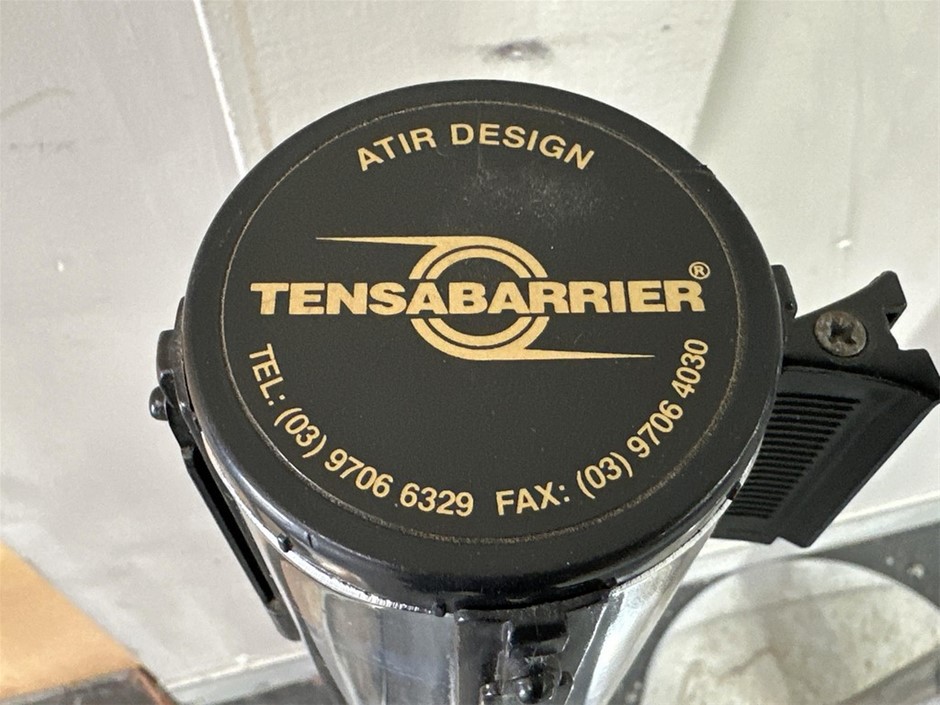 ATIR DESIGN
TENSABARRIER®
TEL: (03) 9706 6329 FAX: (03) 9706 4030